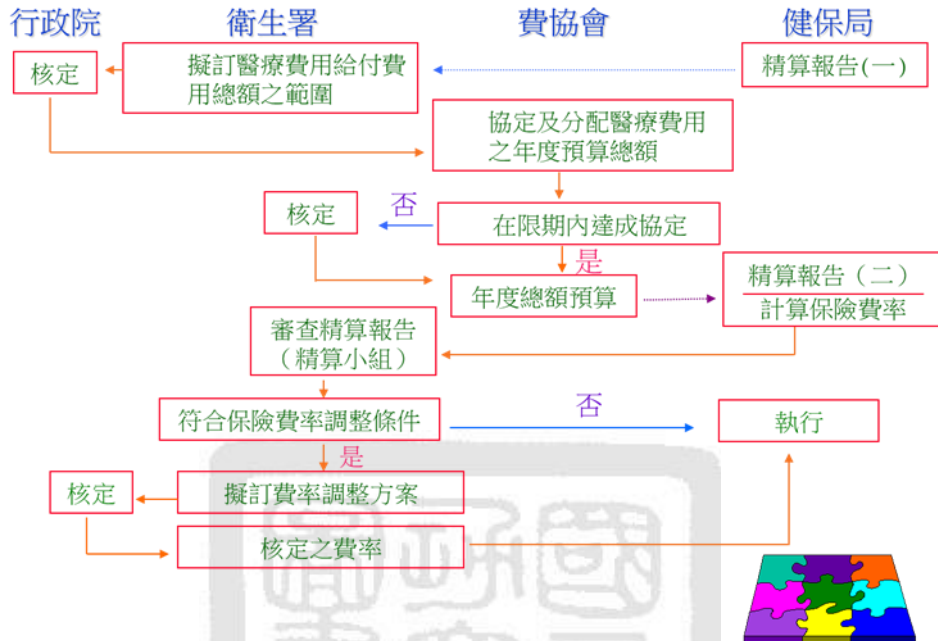 行政院 衛生署 費協會 健保局
核定
擬訂醫療費用給付費
用總額之範圍
精算報告(一)
協定及分配醫療費用
之年度預算總額
核定
否
在限期內達成協定
是
年度總額預算
精算報告（二）
計算保險費率
審查精算報告
（精算小組）
符合保險費率調整條件
否
執行
是
核定
擬訂費率調整方案
核定之費率